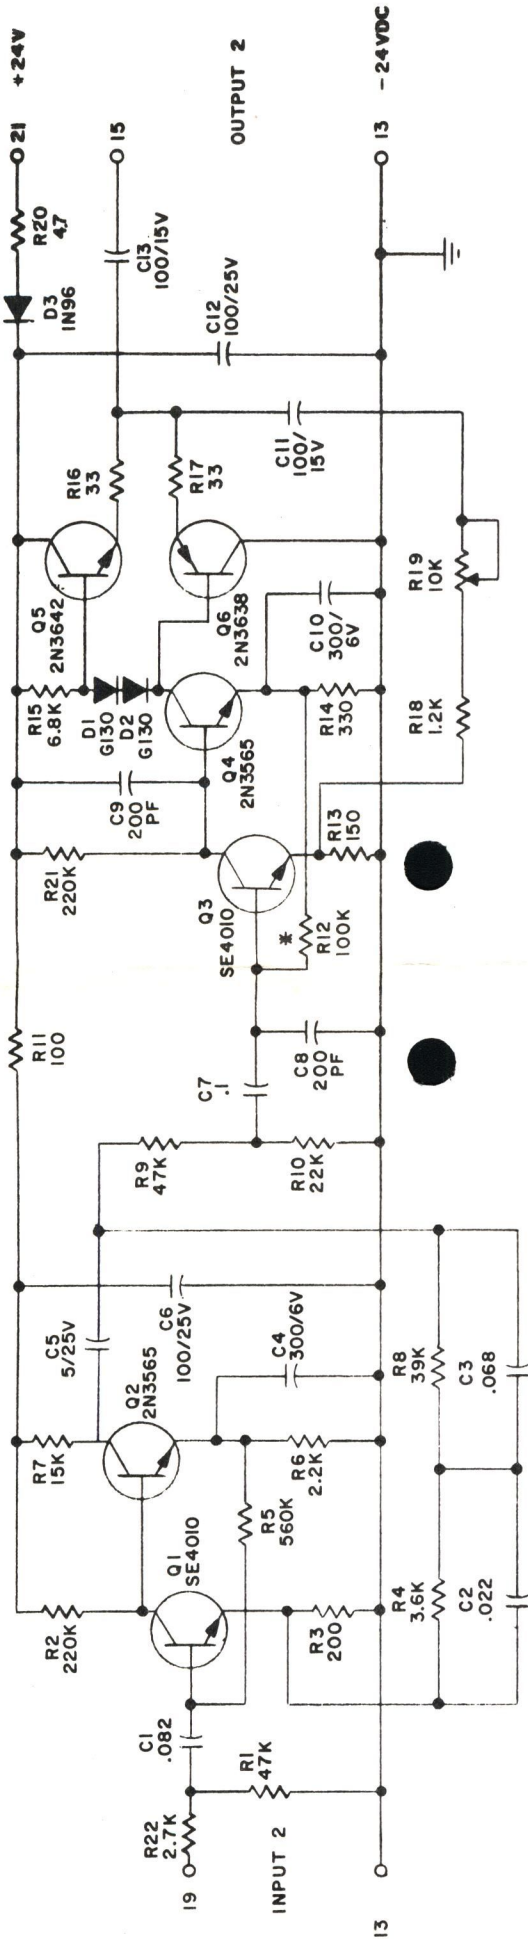 19
R22
2.7K
INPUT 2
13
R1
47K
C1
.082
R2
220K
Q1
SE4010
R3
200
R4
3.6K
C2
.022
R5
560K
R7
15K
Q2
2N3565
R6
2.2K
C4
300/6V
R8
39K
C3
.068
C5
5/25V
C6
100/25V
R9
47K
R10
22K
C7
.1
C8
200
PF
R11
100
R21
220K
Q3
SE4010
*
R12
100K
R13
150
C9
200
PF
Q4
2N3565
R15
6.8K
D1
G130
D2
G130
R14
330
C10
300/
6V
Q5
2N3642
Q6
2N3638
R16
33
R17
33
R18
1.2K
R19
10K
C11
100/
15V
C12
100/25V
C13
100/15V
D3
1N96
R20
47
21 +24V
15
OUTPUT 2
13 -24VDC